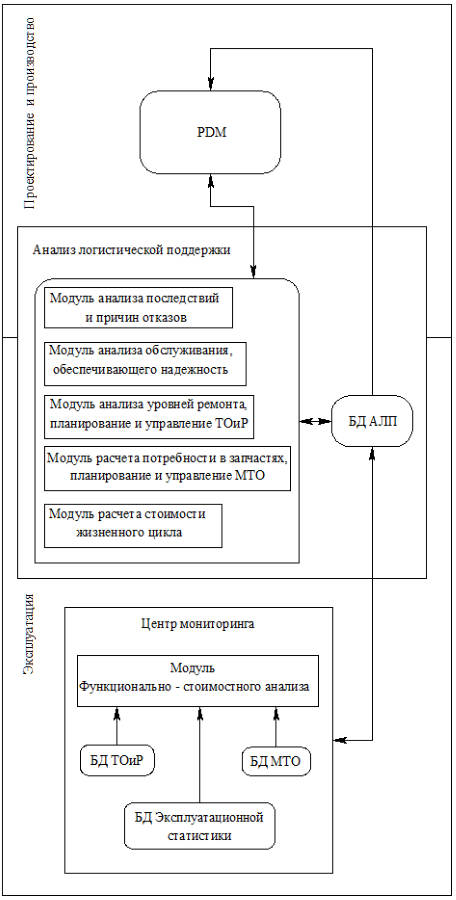 Проектирование и производство
PDM
Анализ логистической поддержки
Модуль анализа последствий
и причин отказов
Модуль анализа обслуживания,
обеспечивающего надежность
Модуль анализа уровней ремонта,
планирование и управление ТОиР
Модуль расчета потребности в запчастях,
планирование и управление МТО
Модуль расчета стоимости
жизненного цикла
БД АЛП
Эксплуатация
Центр мониторинга
Модуль
Функционально - стоимостного анализа
БД ТОиР
БД МТО
БД Эксплуатационной
статистики